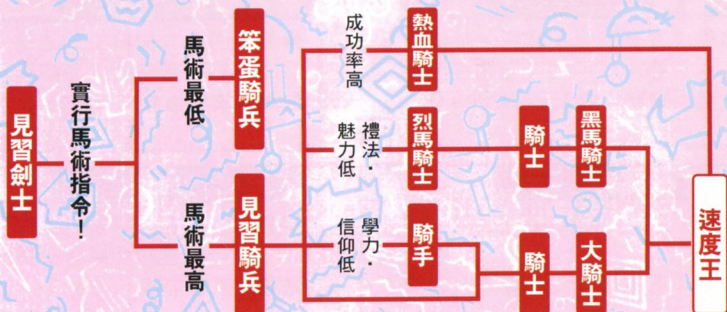 見習劍士
實行馬術指令！
馬術最低
笨蛋騎兵
馬術最高
見習騎兵
成功率高
熱血騎士
禮法・
魅力低
烈馬騎士
騎士
黑馬騎士
學力・
信仰低
騎手
騎士
大騎士
速度王